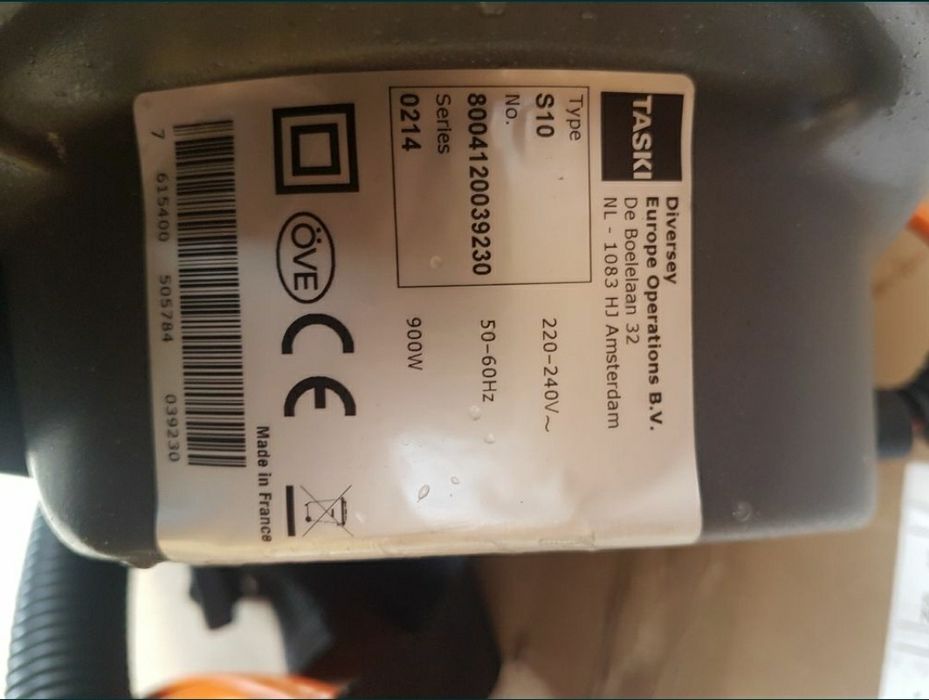 TASKI
Diversey
Europe Operations B.V.
De Boelelaan 32
NL - 1083 HJ Amsterdam
Type
S10
No.
8004120039230
Series
0214
220-240V~
50-60Hz
900W
ÖVE
CE
Made in France
7 615400 505784 039230